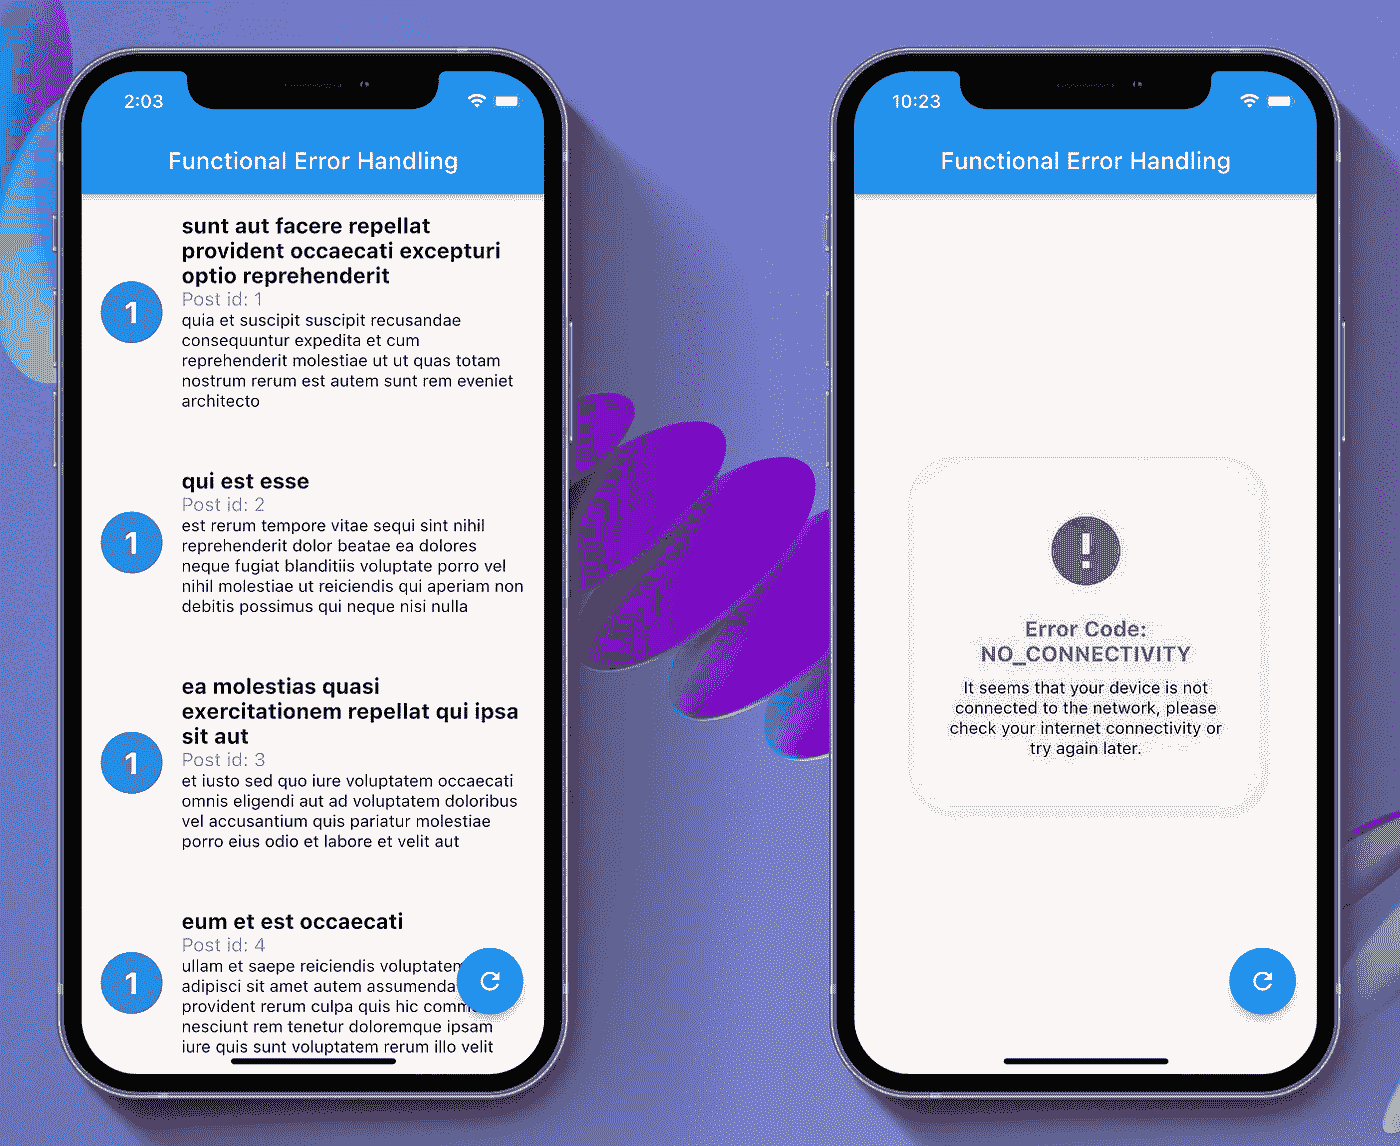 2:03
Functional Error Handling
sunt aut facere repellat
provident occaecati excepturi
optio reprehenderit
Post id: 1
1
quia et suscipit suscipit recusandae
consequuntur expedita et cum
reprehenderit molestiae ut ut quas totam
nostrum rerum est autem sunt rem eveniet
architecto
qui est esse
Post id: 2
1
est rerum tempore vitae sequi sint nihil
reprehenderit dolor beatae ea dolores
neque fugiat blanditiis voluptate porro vel
nihil molestiae ut reiciendis qui aperiam non
debitis possimus qui neque nisi nulla
ea molestias quasi
exercitationem repellat qui ipsa
sit aut
Post id: 3
1
et iusto sed quo iure voluptatem occaecati
omnis eligendi aut ad voluptatem doloribus
vel accusantium quis pariatur molestiae
porro eius odio et labore et velit aut
eum et est occaecati
Post id: 4
1
ullam et saepe reiciendis voluptatem
adipisci sit amet autem assumenda
provident rerum culpa quis hic comm
nesciunt rem tenetur doloremque ipsam
iure quis sunt voluptatem rerum illo velit
10:23
Functional Error Handling
Error Code:
NO_CONNECTIVITY
It seems that your device is not
connected to the network, please
check your internet connectivity or
try again later.